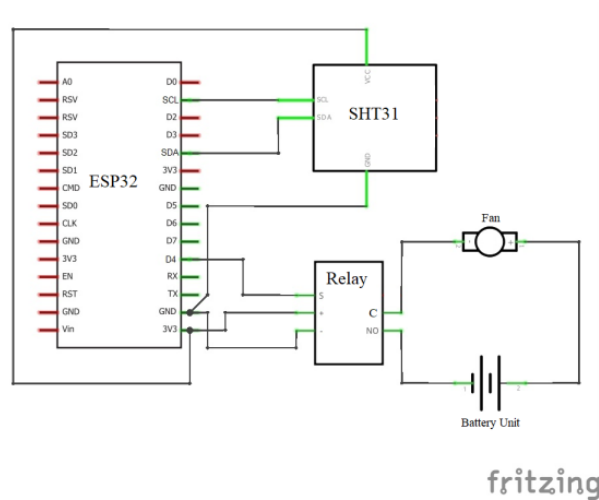 VCC
SCL
SDA
SHT31
GND
A0
RSV
RSV
SD3
SD2
SD1
CMD
SD0
CLK
GND
3V3
EN
RST
GND
Vin
ESP32
D0
SCL
D2
D3
SDA
3V3
GND
D5
D6
D7
D4
RX
TX
GND
3V3
Relay
S
+
-
C
NO
Fan
Battery Unit
fritzing